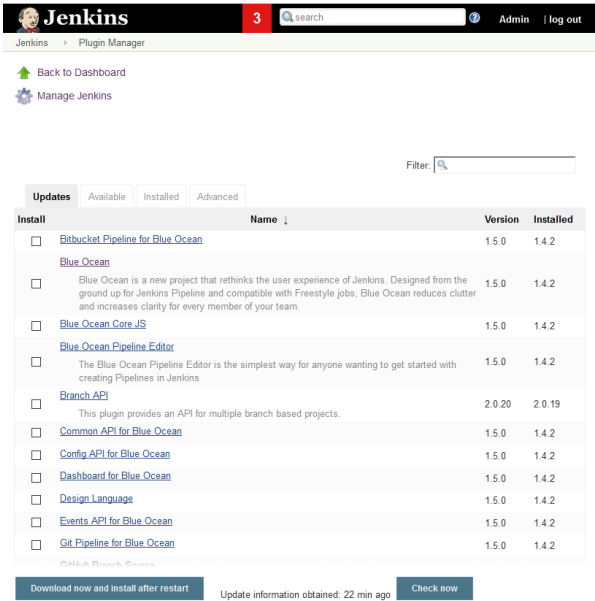 Jenkins 3 search ? Admin | log out
Jenkins Plugin Manager
Back to Dashboard
Manage Jenkins
Filter:
Updates Available Installed Advanced
Install Name ↓ Version Installed
Bitbucket Pipeline for Blue Ocean 1.5.0 1.4.2
Blue Ocean
Blue Ocean is a new project that rethinks the user experience of Jenkins. Designed from the
ground up for Jenkins Pipeline and compatible with Freestyle jobs, Blue Ocean reduces clutter
and increases clarity for every member of your team.
1.5.0 1.4.2
Blue Ocean Core JS 1.5.0 1.4.2
Blue Ocean Pipeline Editor
The Blue Ocean Pipeline Editor is the simplest way for anyone wanting to get started with
creating Pipelines in Jenkins
1.5.0 1.4.2
Branch API
This plugin provides an API for multiple branch based projects.
2.0.20 2.0.19
Common API for Blue Ocean 1.5.0 1.4.2
Config API for Blue Ocean 1.5.0 1.4.2
Dashboard for Blue Ocean 1.5.0 1.4.2
Design Language 1.5.0 1.4.2
Events API for Blue Ocean 1.5.0 1.4.2
Git Pipeline for Blue Ocean 1.5.0 1.4.2
GitHub Branch Source
Download now and install after restart Update information obtained: 22 min ago Check now